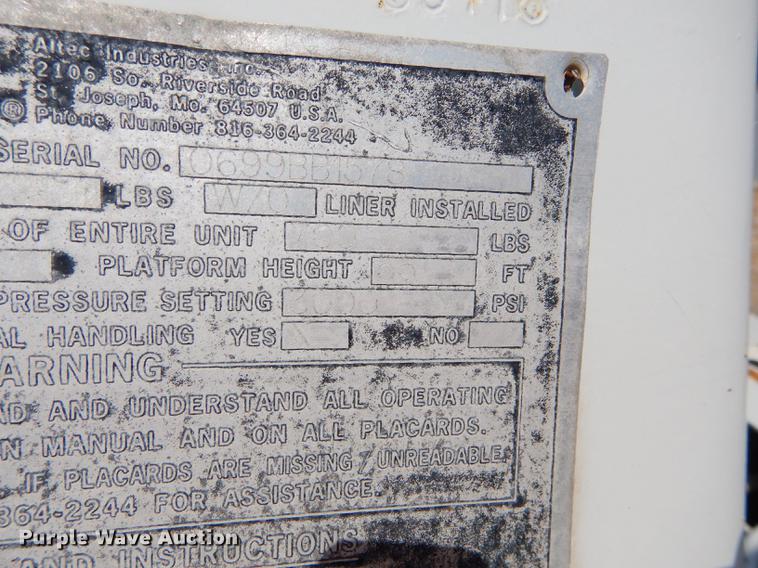 Altec Industries Inc.
2106 So. Riverside Road
St. Joseph, Mo. 64507 U.S.A.
® Phone Number 816-364-2244
SERIAL NO.
LBS W/O LINER INSTALLED
OF ENTIRE UNIT LBS
PLATFORM HEIGHT FT
PRESSURE SETTING PSI
AL HANDLING YES X NO
ARNING
AD AND UNDERSTAND ALL OPERATING
N MANUAL AND ON ALL PLACARDS.
IF PLACARDS ARE MISSING/UNREADABLE
364-2244 FOR ASSISTANCE.
AND INSTRUCTIONS
Purple Wave Auction